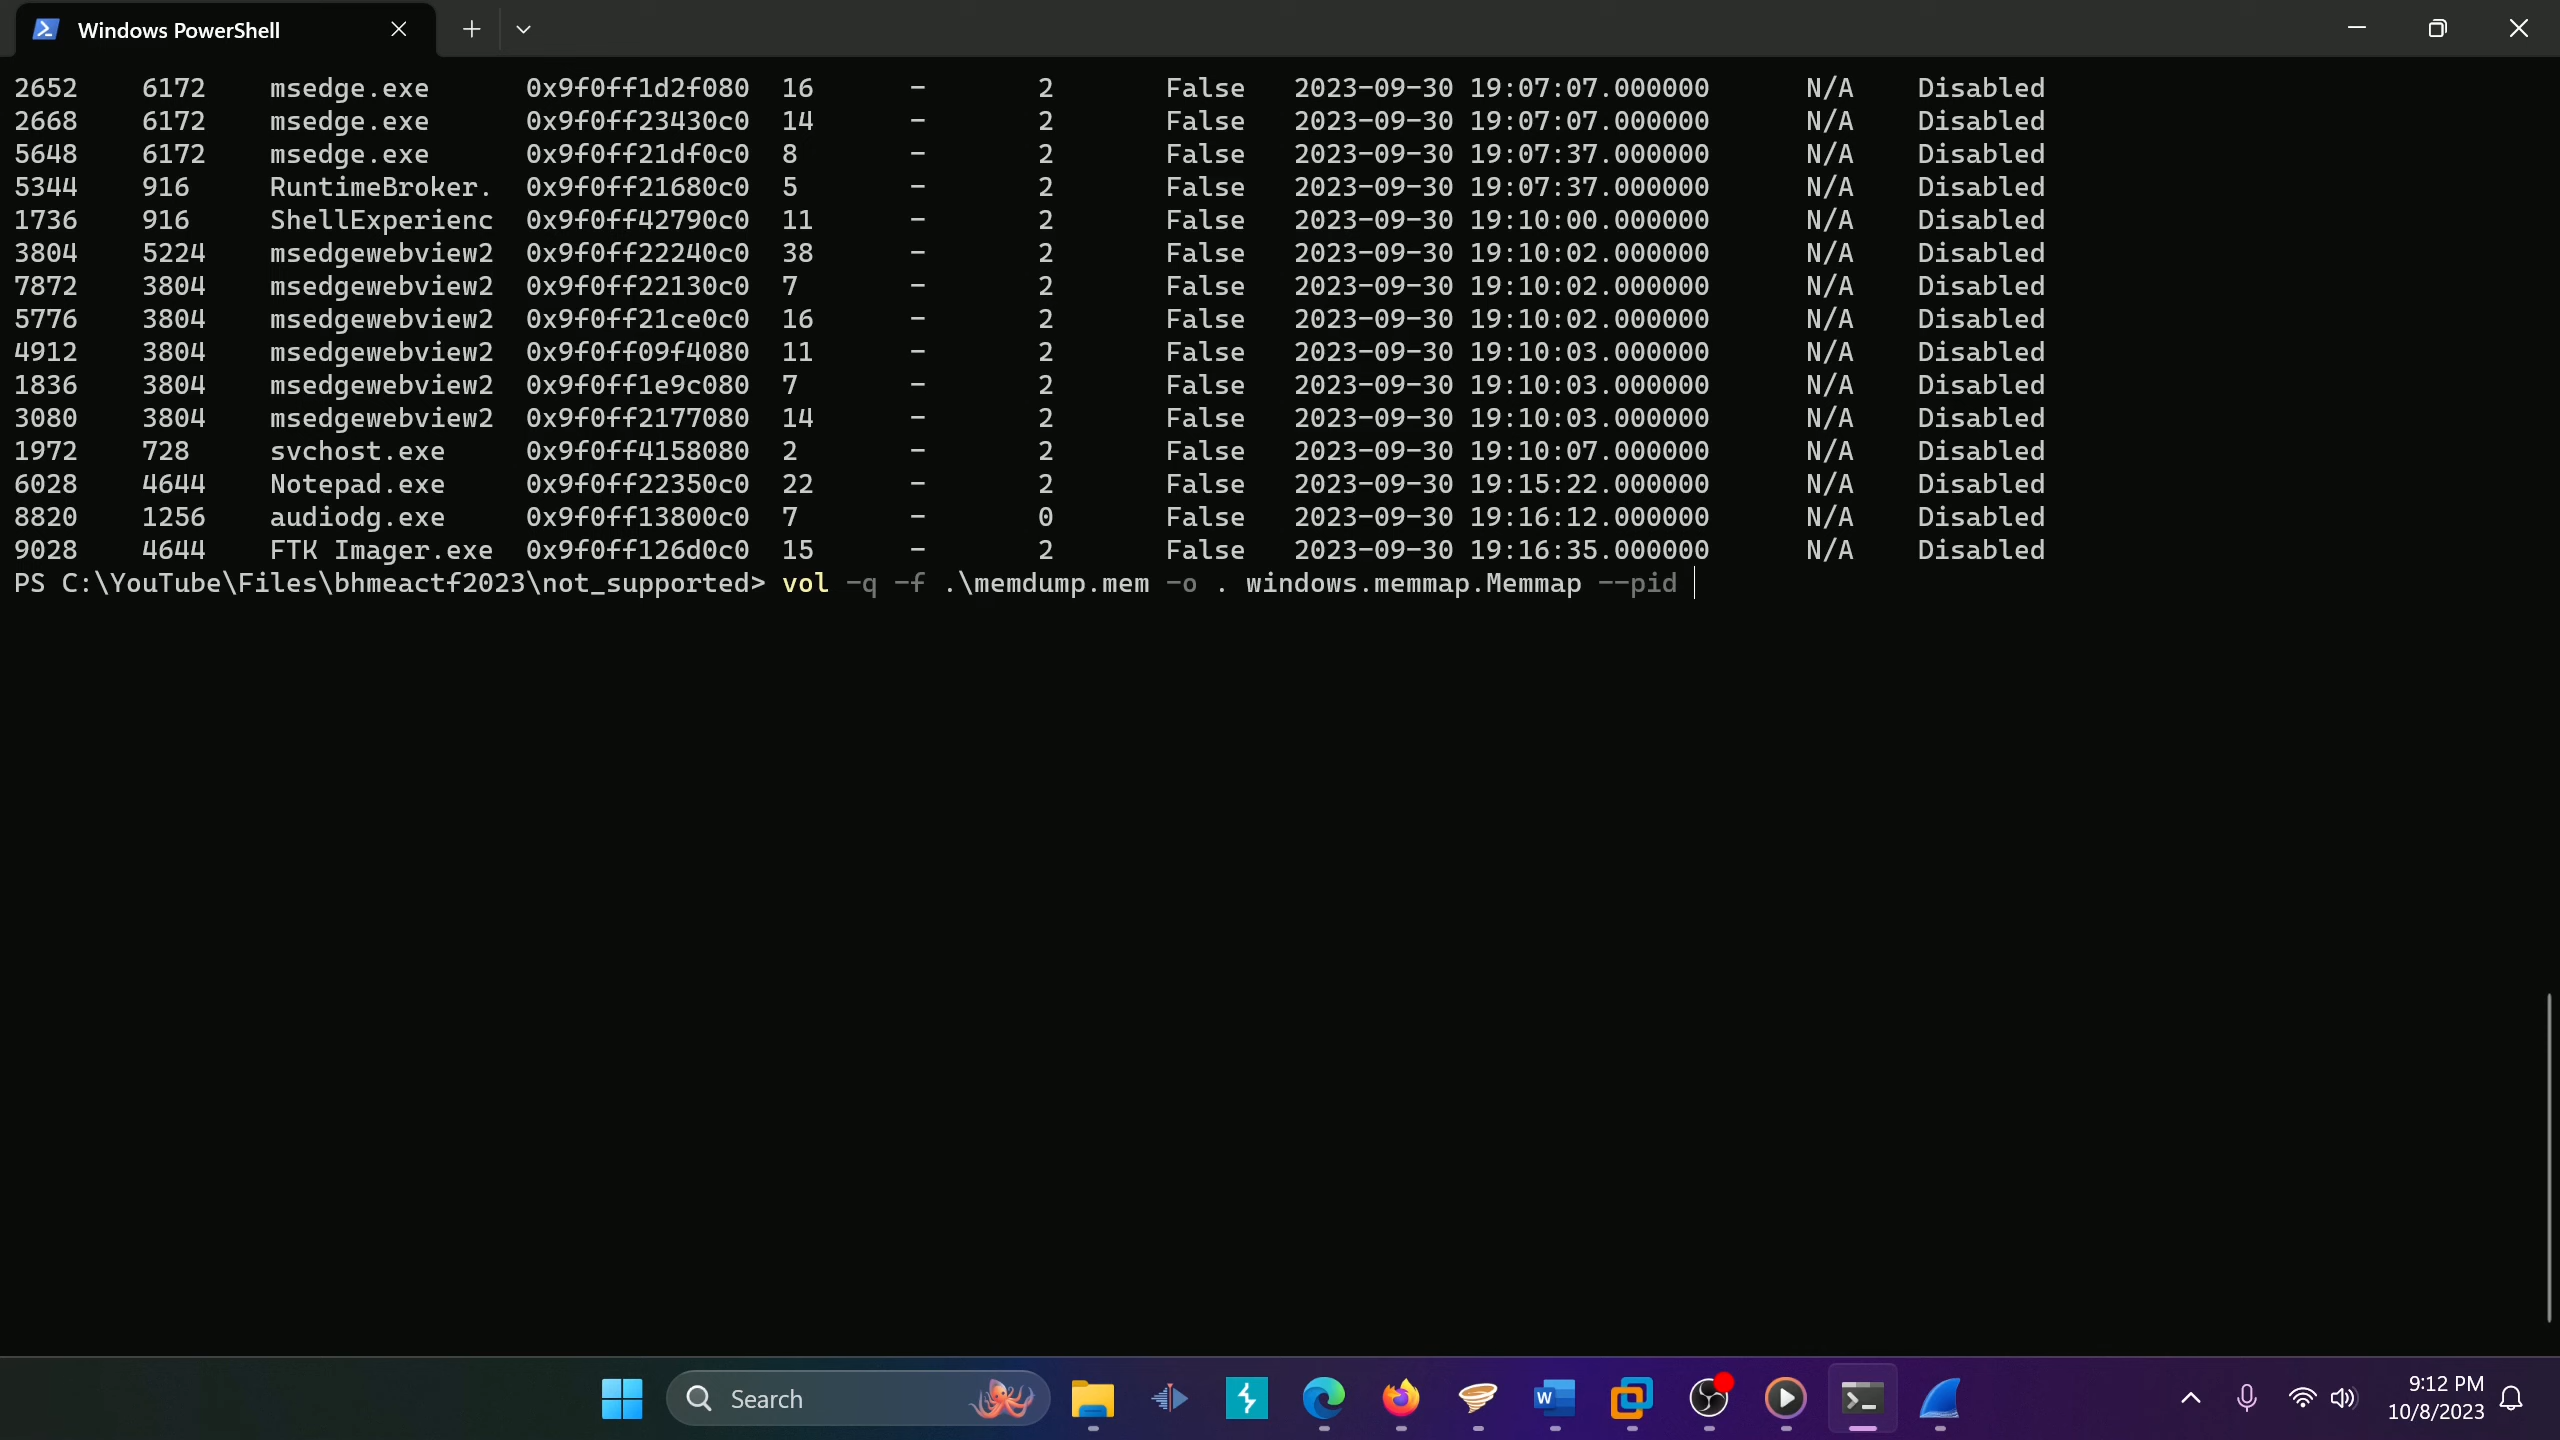 Windows PowerShell
2652 6172 msedge.exe 0x9f0ff1d2f080 16 - 2 False 2023-09-30 19:07:07.000000 N/A Disabled
2668 6172 msedge.exe 0x9f0ff23430c0 14 - 2 False 2023-09-30 19:07:07.000000 N/A Disabled
5648 6172 msedge.exe 0x9f0ff21df0c0 8 - 2 False 2023-09-30 19:07:37.000000 N/A Disabled
5344 916 RuntimeBroker. 0x9f0ff21680c0 5 - 2 False 2023-09-30 19:07:37.000000 N/A Disabled
1736 916 ShellExperienc 0x9f0ff42790c0 11 - 2 False 2023-09-30 19:10:00.000000 N/A Disabled
3804 5224 msedgewebview2 0x9f0ff22240c0 38 - 2 False 2023-09-30 19:10:02.000000 N/A Disabled
7872 3804 msedgewebview2 0x9f0ff22130c0 7 - 2 False 2023-09-30 19:10:02.000000 N/A Disabled
5776 3804 msedgewebview2 0x9f0ff21ce0c0 16 - 2 False 2023-09-30 19:10:02.000000 N/A Disabled
4912 3804 msedgewebview2 0x9f0ff09f4080 11 - 2 False 2023-09-30 19:10:03.000000 N/A Disabled
1836 3804 msedgewebview2 0x9f0ff1e9c080 7 - 2 False 2023-09-30 19:10:03.000000 N/A Disabled
3080 3804 msedgewebview2 0x9f0ff2177080 14 - 2 False 2023-09-30 19:10:03.000000 N/A Disabled
1972 728 svchost.exe 0x9f0ff4158080 2 - 2 False 2023-09-30 19:10:07.000000 N/A Disabled
6028 4644 Notepad.exe 0x9f0ff22350c0 22 - 2 False 2023-09-30 19:15:22.000000 N/A Disabled
8820 1256 audiodg.exe 0x9f0ff13800c0 7 - 0 False 2023-09-30 19:16:12.000000 N/A Disabled
9028 4644 FTK Imager.exe 0x9f0ff126d0c0 15 - 2 False 2023-09-30 19:16:35.000000 N/A Disabled
PS C:\YouTube\Files\bhmeactf2023\not_supported> vol -q -f .\memdump.mem -o . windows.memmap.Memmap --pid
Search
9:12 PM
10/8/2023